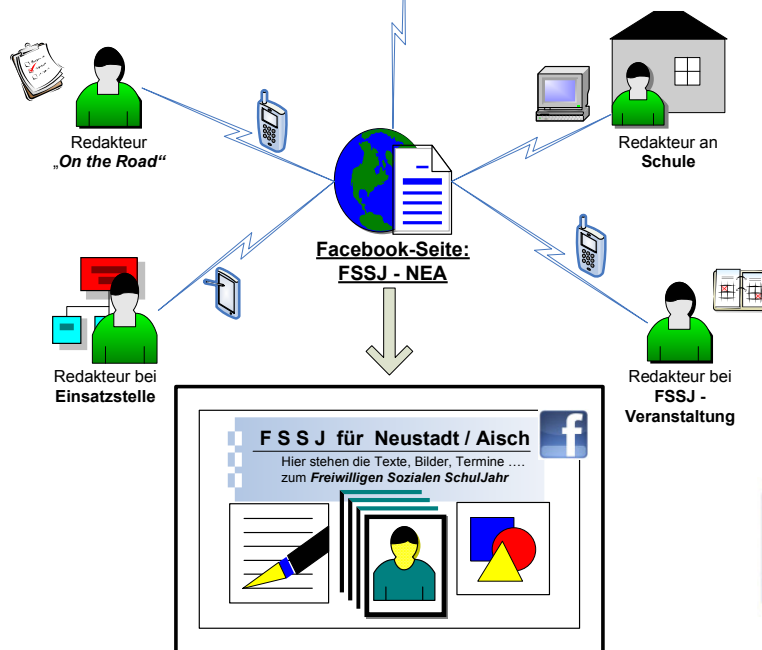 Redakteur
„On the Road“
Redakteur an
Schule
Facebook-Seite:
FSSJ - NEA
Redakteur bei
Einsatzstelle
Redakteur bei
FSSJ -
Veranstaltung
F S S J für Neustadt / Aisch
f
Hier stehen die Texte, Bilder, Termine ….
zum Freiwilligen Sozialen SchulJahr